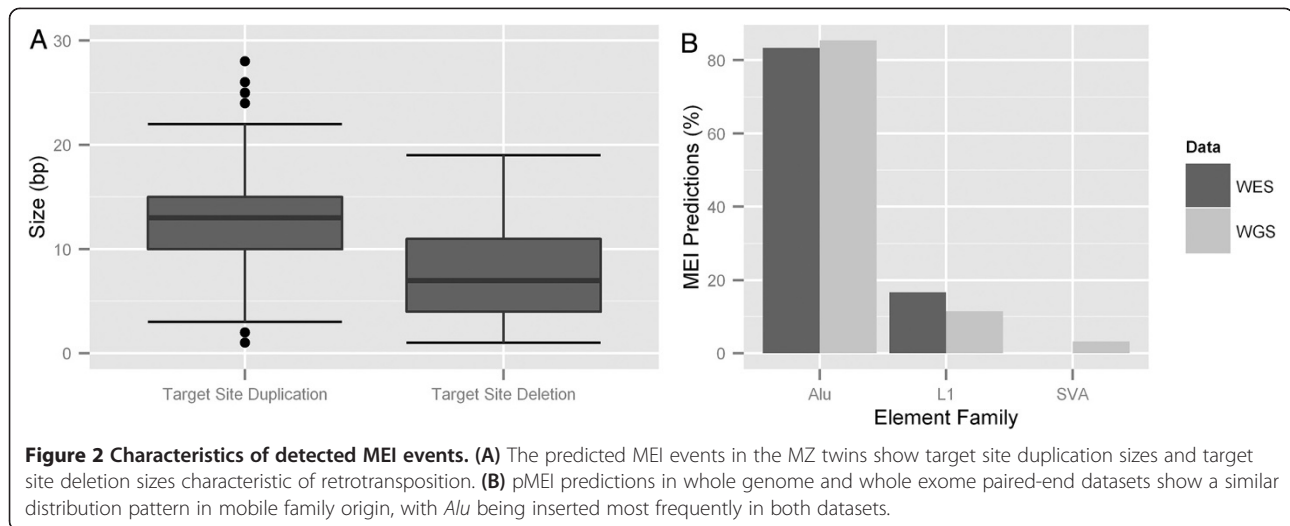 A
30
20
10
0
Size (bp)
Target Site Duplication
Target Site Deletion
B
80
60
40
20
0
MEI Predictions (%)
Alu
L1
SVA
Element Family
Data
WES
WGS
Figure 2 Characteristics of detected MEI events. (A) The predicted MEI events in the MZ twins show target site duplication sizes and target
site deletion sizes characteristic of retrotransposition. (B) pMEI predictions in whole genome and whole exome paired-end datasets show a similar
distribution pattern in mobile family origin, with Alu being inserted most frequently in both datasets.